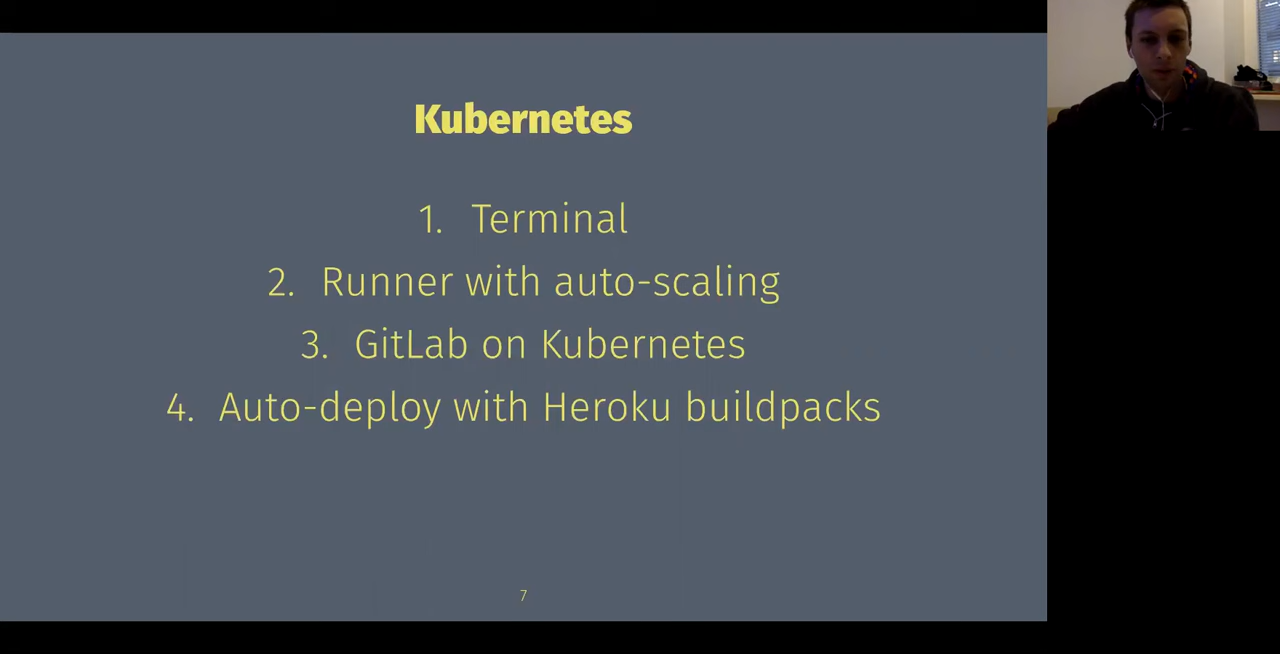 Kubernetes
1. Terminal
2. Runner with auto-scaling
3. GitLab on Kubernetes
4. Auto-deploy with Heroku buildpacks
7